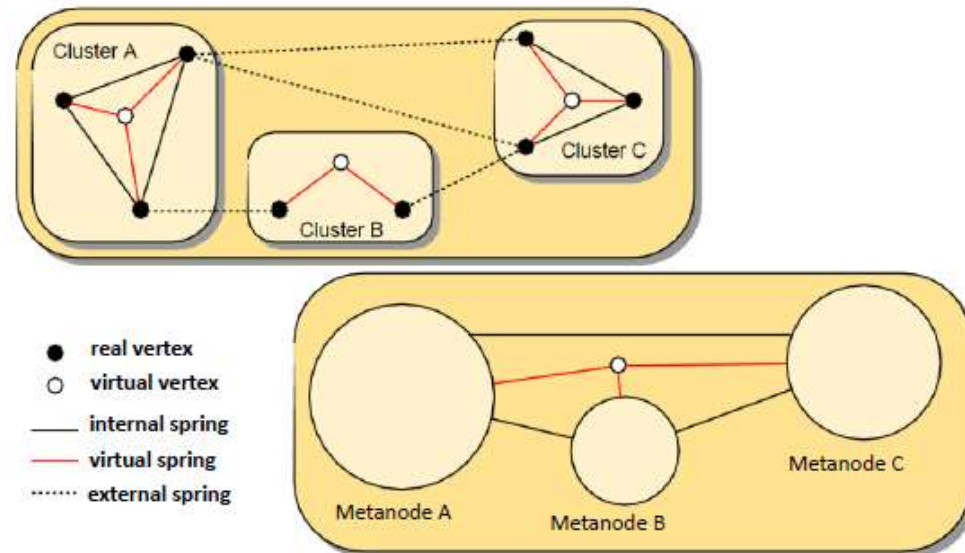 Cluster A
Cluster C
Cluster B
real vertex
virtual vertex
internal spring
virtual spring
external spring
Metanode C
Metanode A
Metanode B